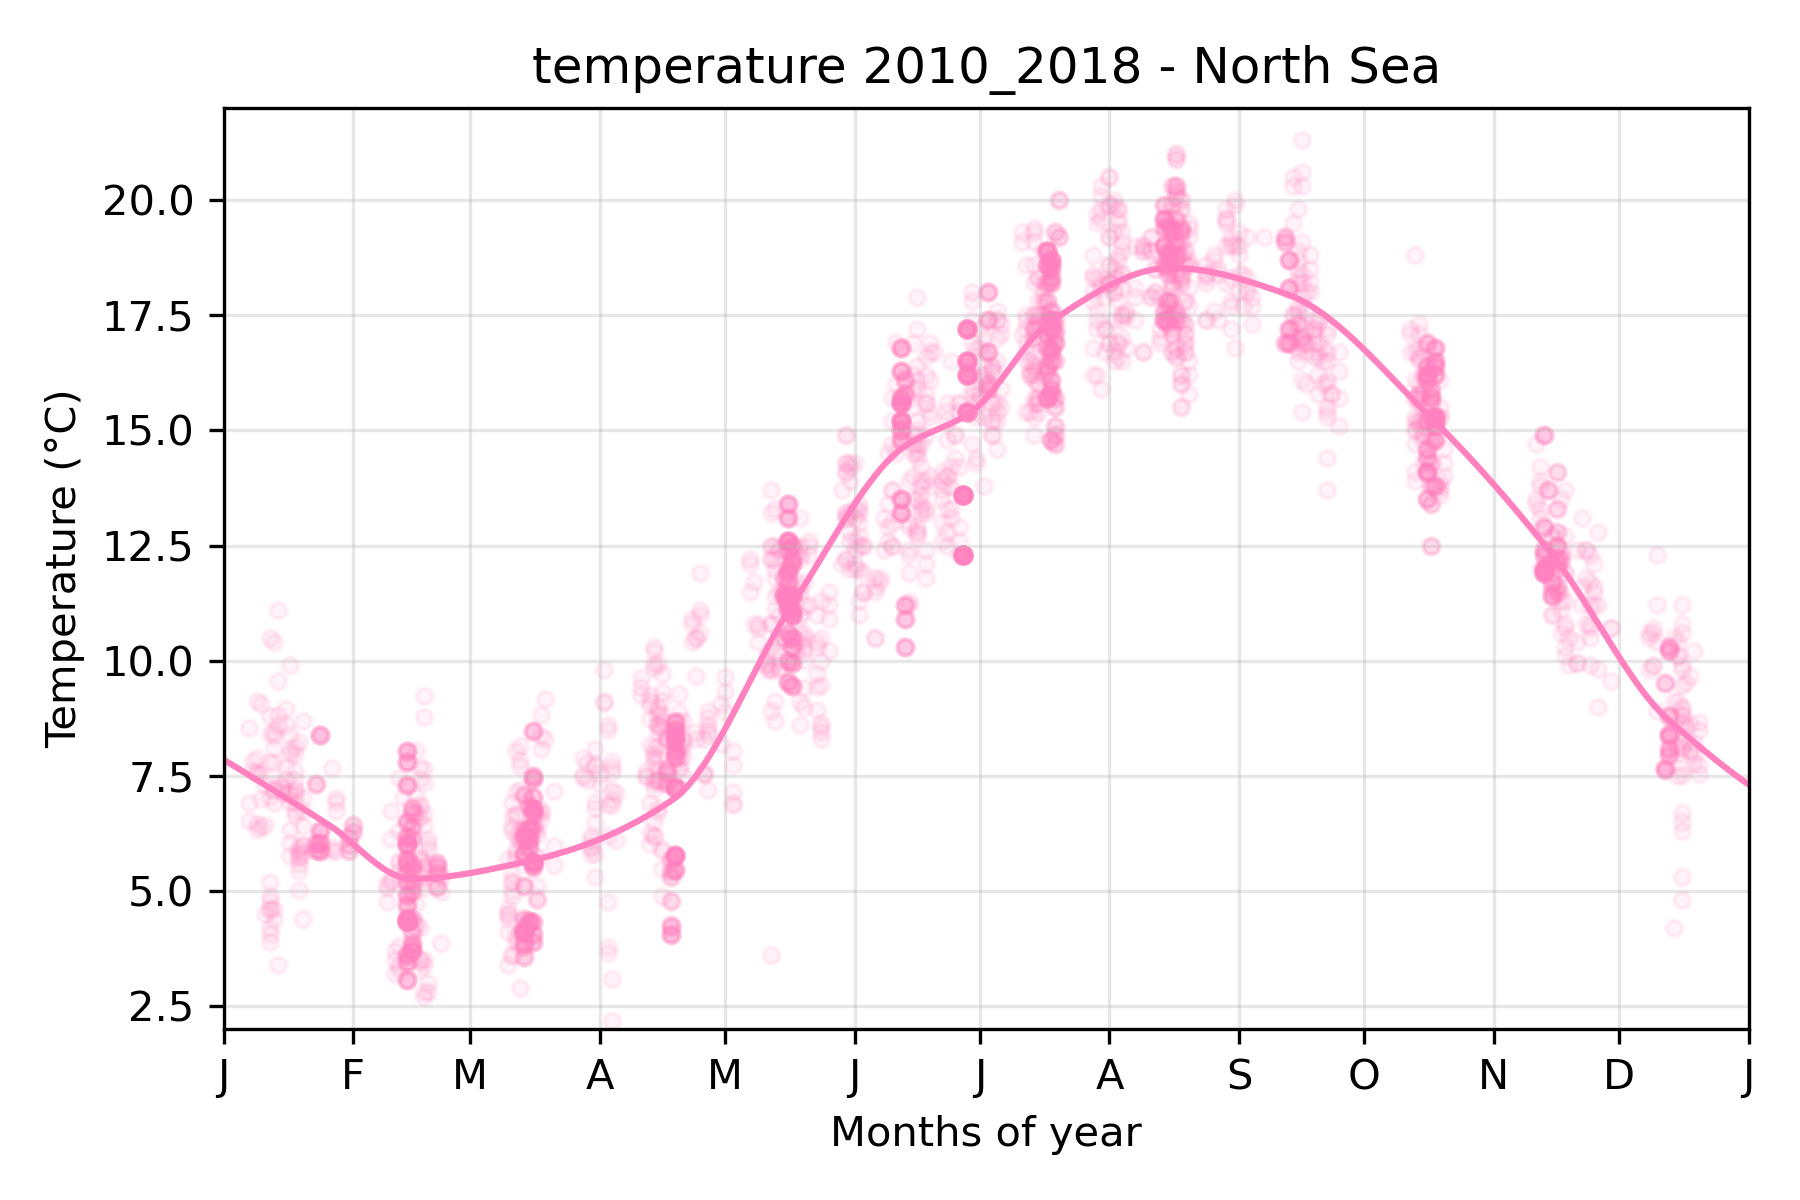 temperature 2010_2018 - North Sea
20.0
17.5
15.0
12.5
10.0
7.5
5.0
2.5
Temperature (°C)
J F M A M J J A S O N D J
Months of year